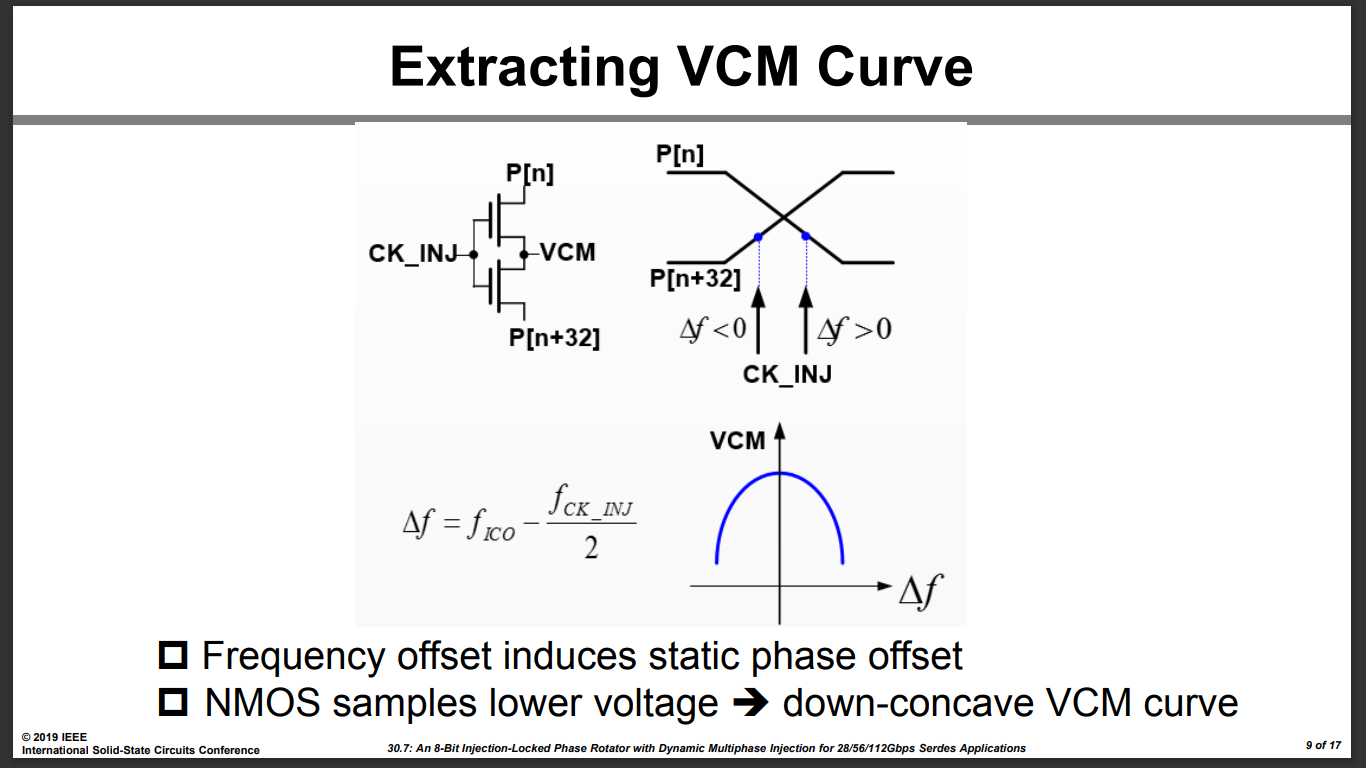 Extracting VCM Curve
P[n]
CK_INJ
VCM
P[n+32]
P[n]
P[n+32]
Δf <0
Δf >0
CK_INJ
Δf = f_ICO − f_CK_INJ / 2
VCM
Δf
Frequency offset induces static phase offset
NMOS samples lower voltage ➔ down-concave VCM curve
© 2019 IEEE
International Solid-State Circuits Conference
30.7: An 8-Bit Injection-Locked Phase Rotator with Dynamic Multiphase Injection for 28/56/112Gbps Serdes Applications
9 of 17